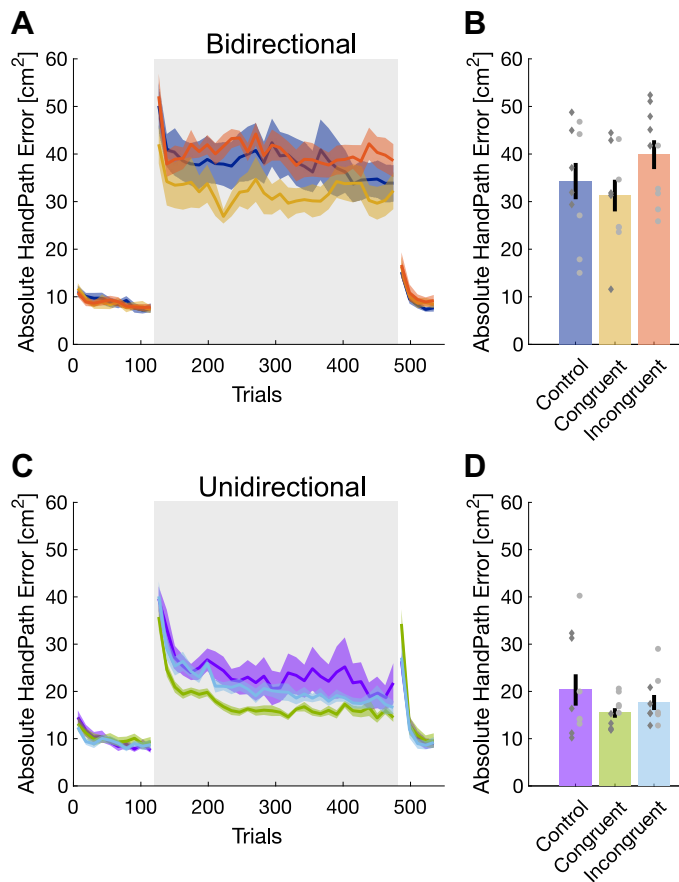 A
Bidirectional
Absolute HandPath Error [cm²]
60
50
40
30
20
10
0
0
100
200
300
400
500
Trials
B
Absolute HandPath Error [cm²]
60
50
40
30
20
10
0
Control
Congruent
Incongruent
C
Unidirectional
Absolute HandPath Error [cm²]
60
50
40
30
20
10
0
0
100
200
300
400
500
Trials
D
Absolute HandPath Error [cm²]
60
50
40
30
20
10
0
Control
Congruent
Incongruent